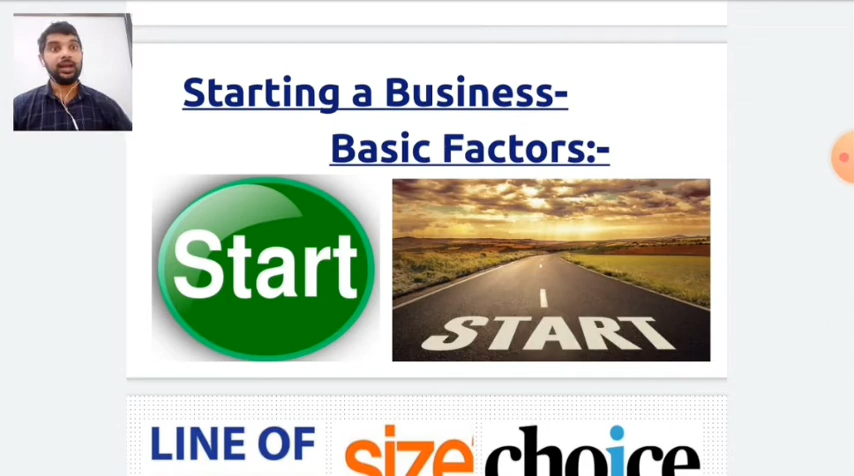 Starting a Business-
Basic Factors:-
Start
START
LINE OF
size
choice